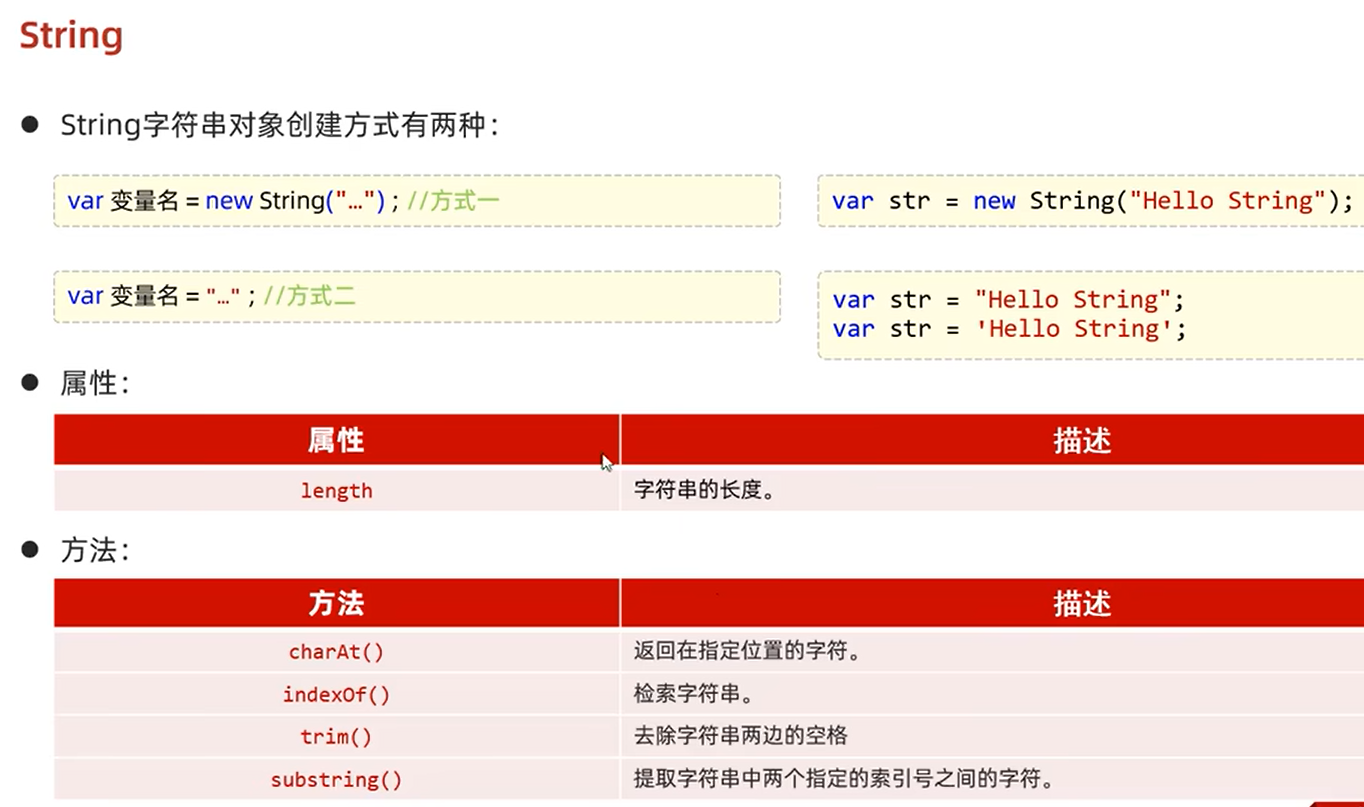 String
● String字符串对象创建方式有两种：
var 变量名 = new String("…") ; //方式一
var str = new String("Hello String");
var 变量名 = "…" ; //方式二
var str = "Hello String";
var str = 'Hello String';
● 属性：
属性 描述
length 字符串的长度。
● 方法：
方法 描述
charAt() 返回在指定位置的字符。
indexOf() 检索字符串。
trim() 去除字符串两边的空格
substring() 提取字符串中两个指定的索引号之间的字符。